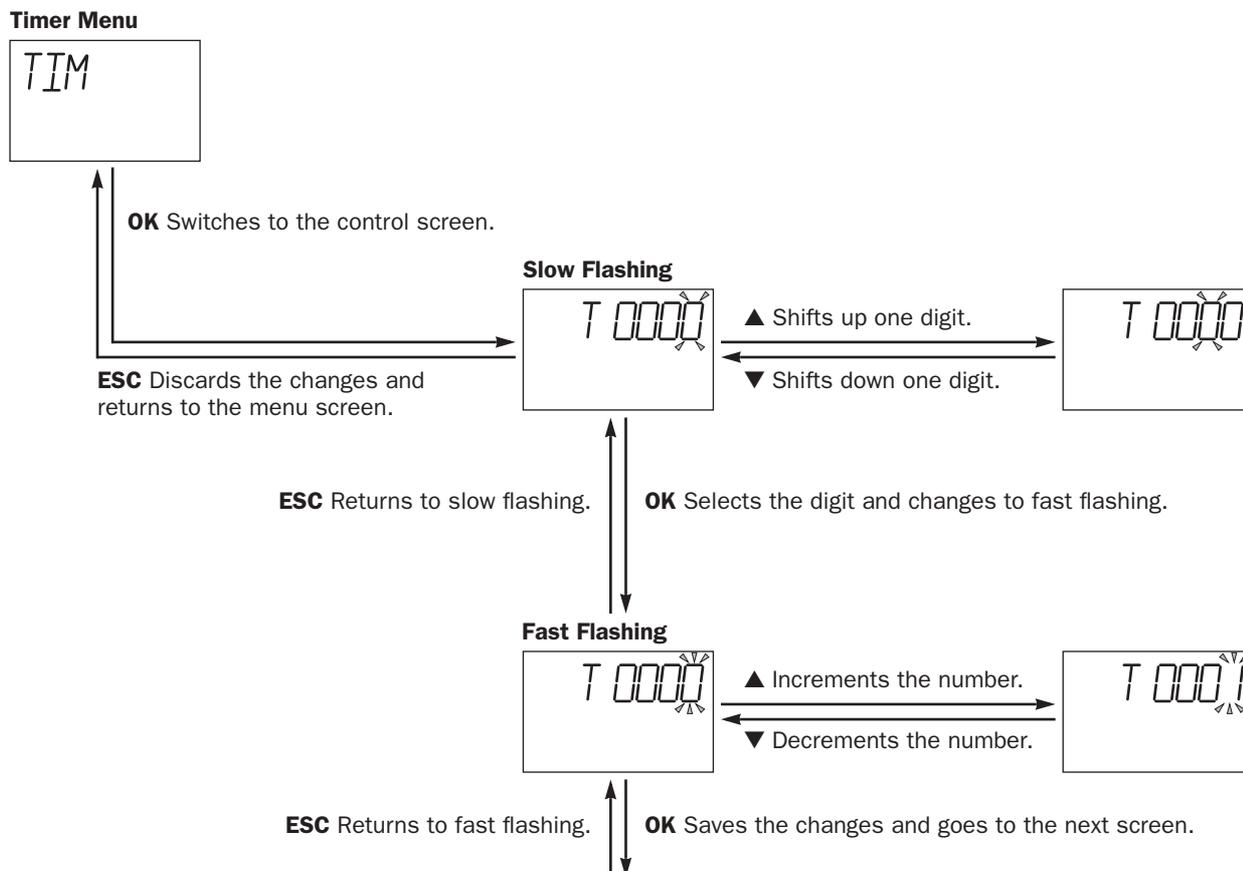 Timer Menu
TIM
OK Switches to the control screen.
Slow Flashing
T 0000
▲ Shifts up one digit.
T 0000
▼ Shifts down one digit.
ESC Discards the changes and
returns to the menu screen.
ESC Returns to slow flashing.
OK Selects the digit and changes to fast flashing.
Fast Flashing
T 0000
▲ Increments the number.
T 0001
▼ Decrements the number.
ESC Returns to fast flashing.
OK Saves the changes and goes to the next screen.